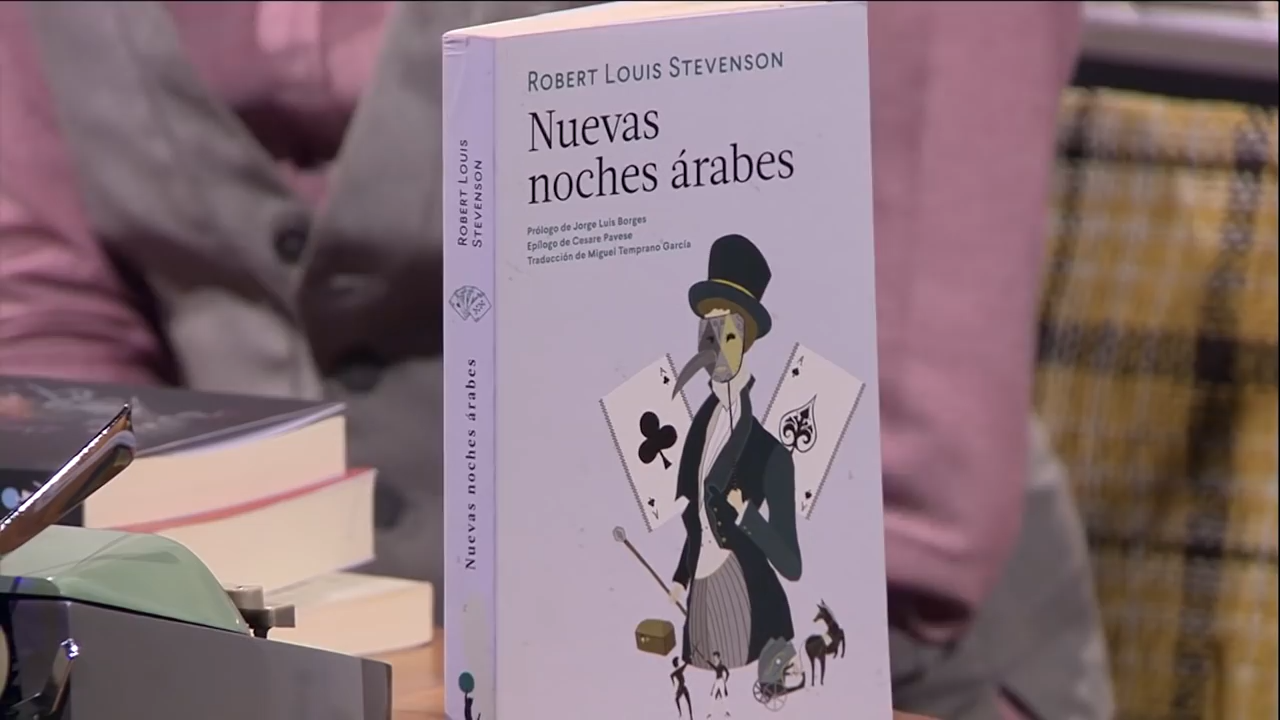 ROBERT LOUIS STEVENSON
Nuevas
noches árabes
Prólogo de Jorge Luis Borges
Epílogo de Cesare Pavese
Traducción de Miguel Temprano García
ROBERT LOUIS
STEVENSON
Nuevas noches árabes
A
A
A